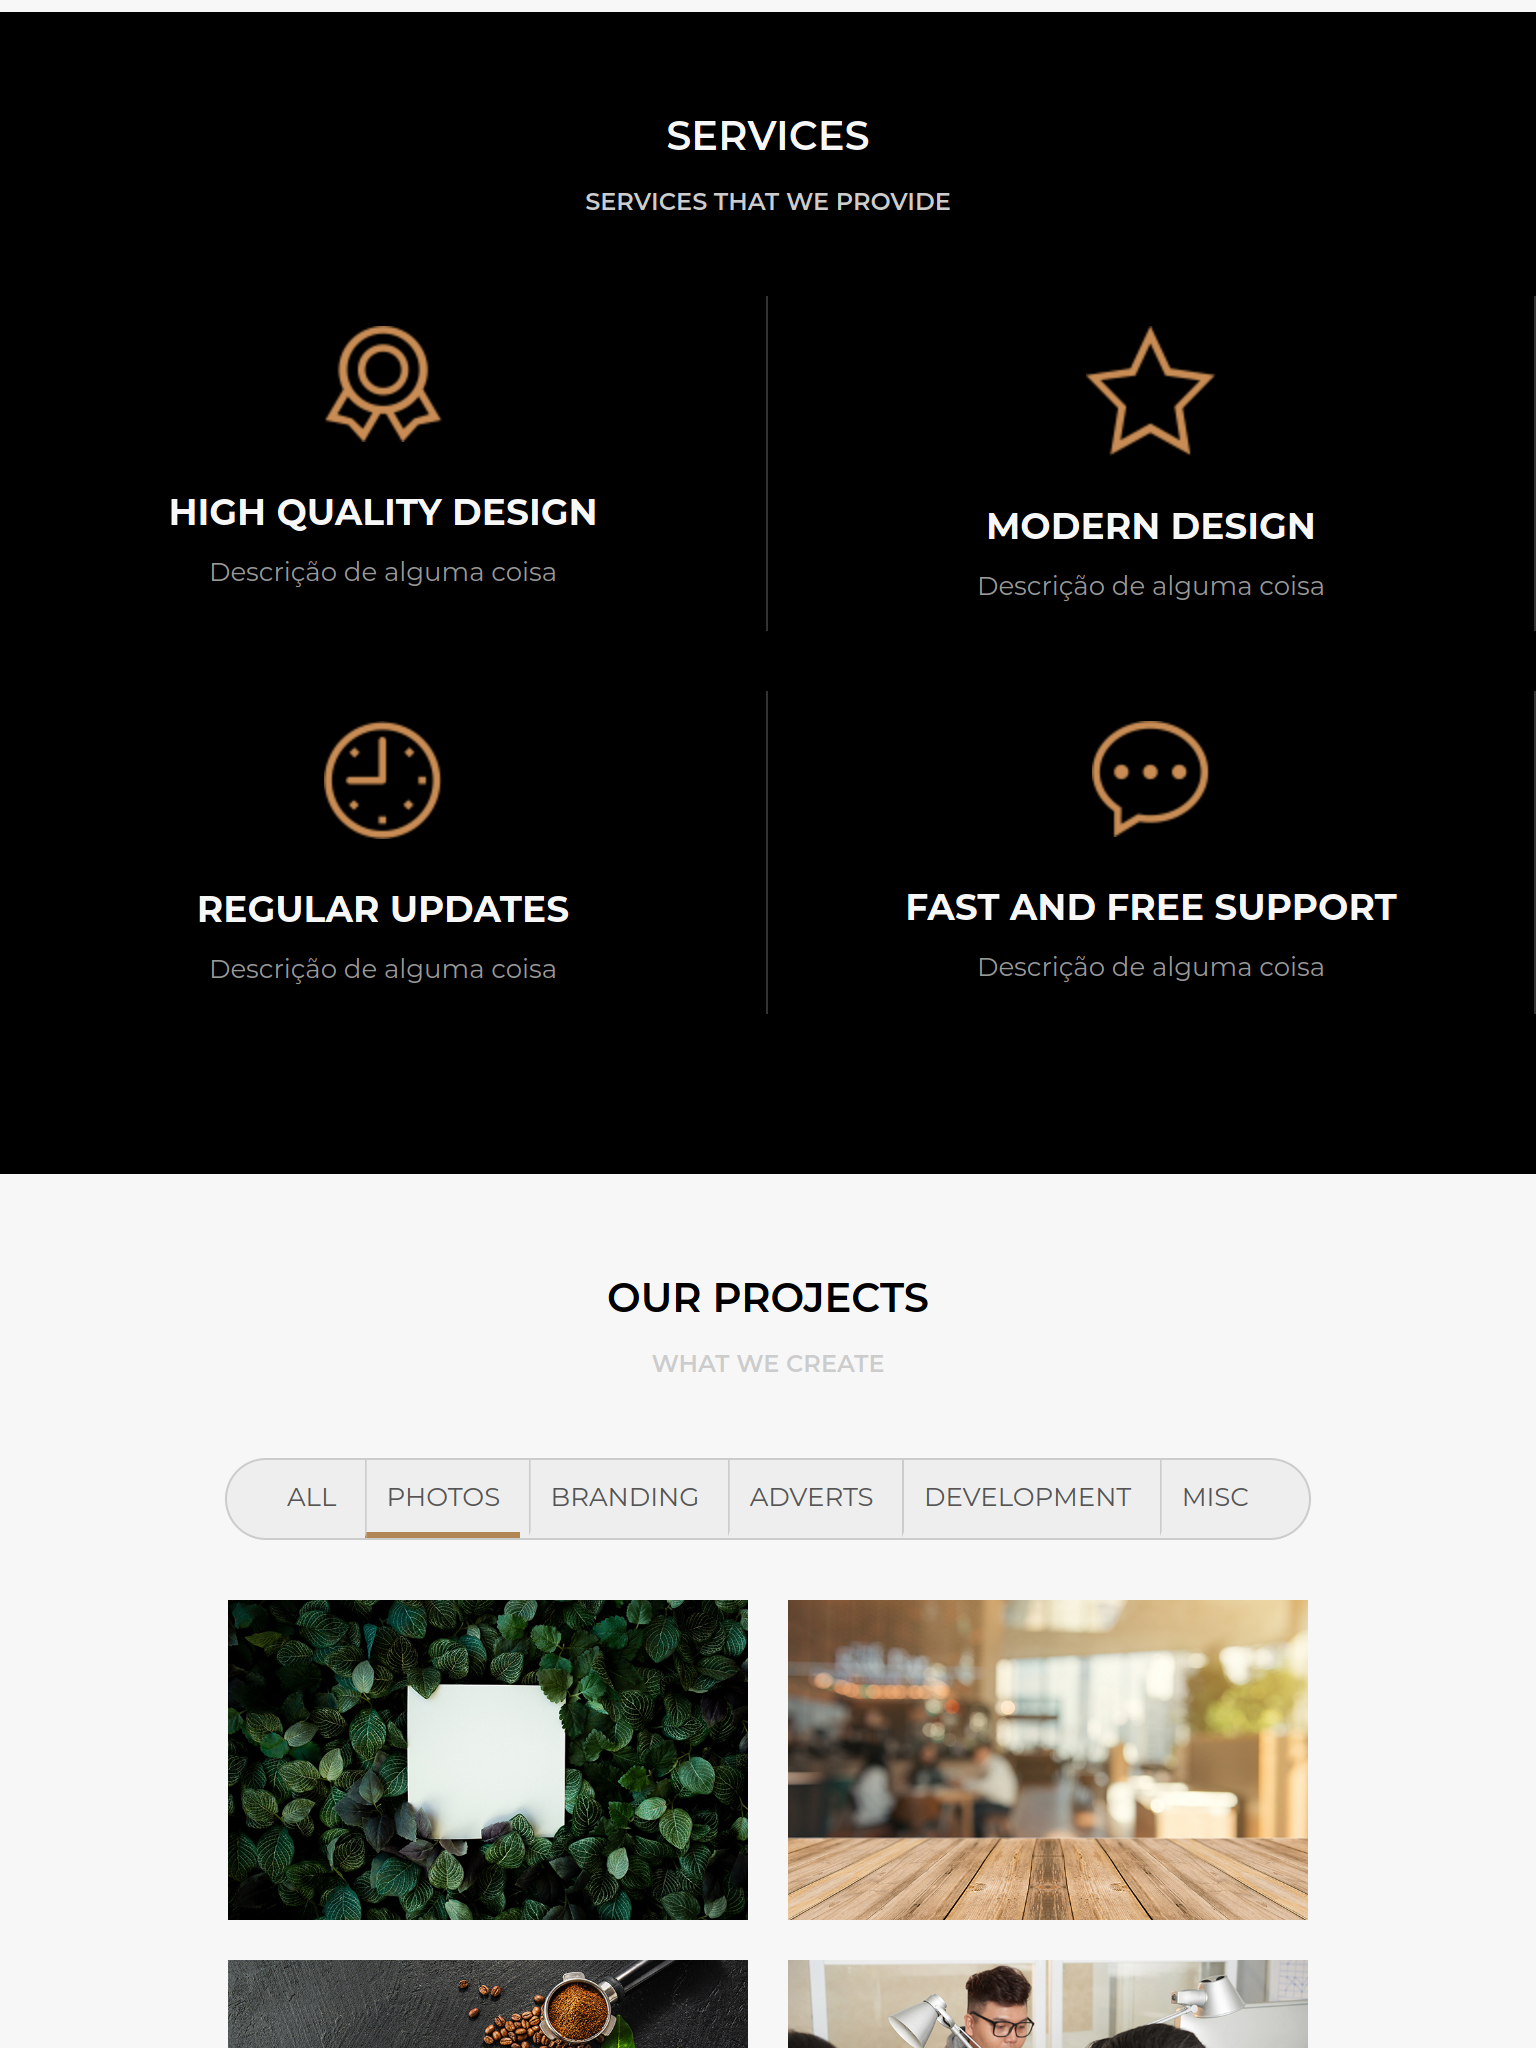 SERVICES
SERVICES THAT WE PROVIDE
HIGH QUALITY DESIGN
Descrição de alguma coisa
MODERN DESIGN
Descrição de alguma coisa
REGULAR UPDATES
Descrição de alguma coisa
FAST AND FREE SUPPORT
Descrição de alguma coisa
OUR PROJECTS
WHAT WE CREATE
ALL PHOTOS BRANDING ADVERTS DEVELOPMENT MISC